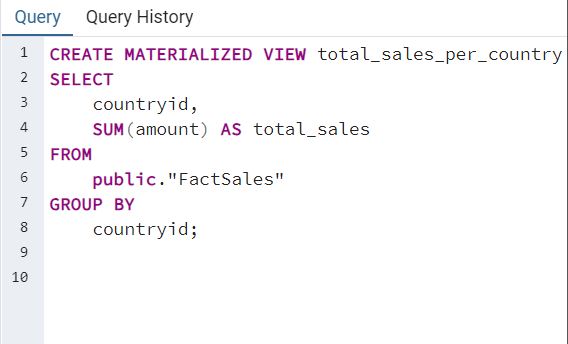 Query Query History
1 CREATE MATERIALIZED VIEW total_sales_per_country
2 SELECT
3 countryid,
4 SUM(amount) AS total_sales
5 FROM
6 public."FactSales"
7 GROUP BY
8 countryid;
9
10